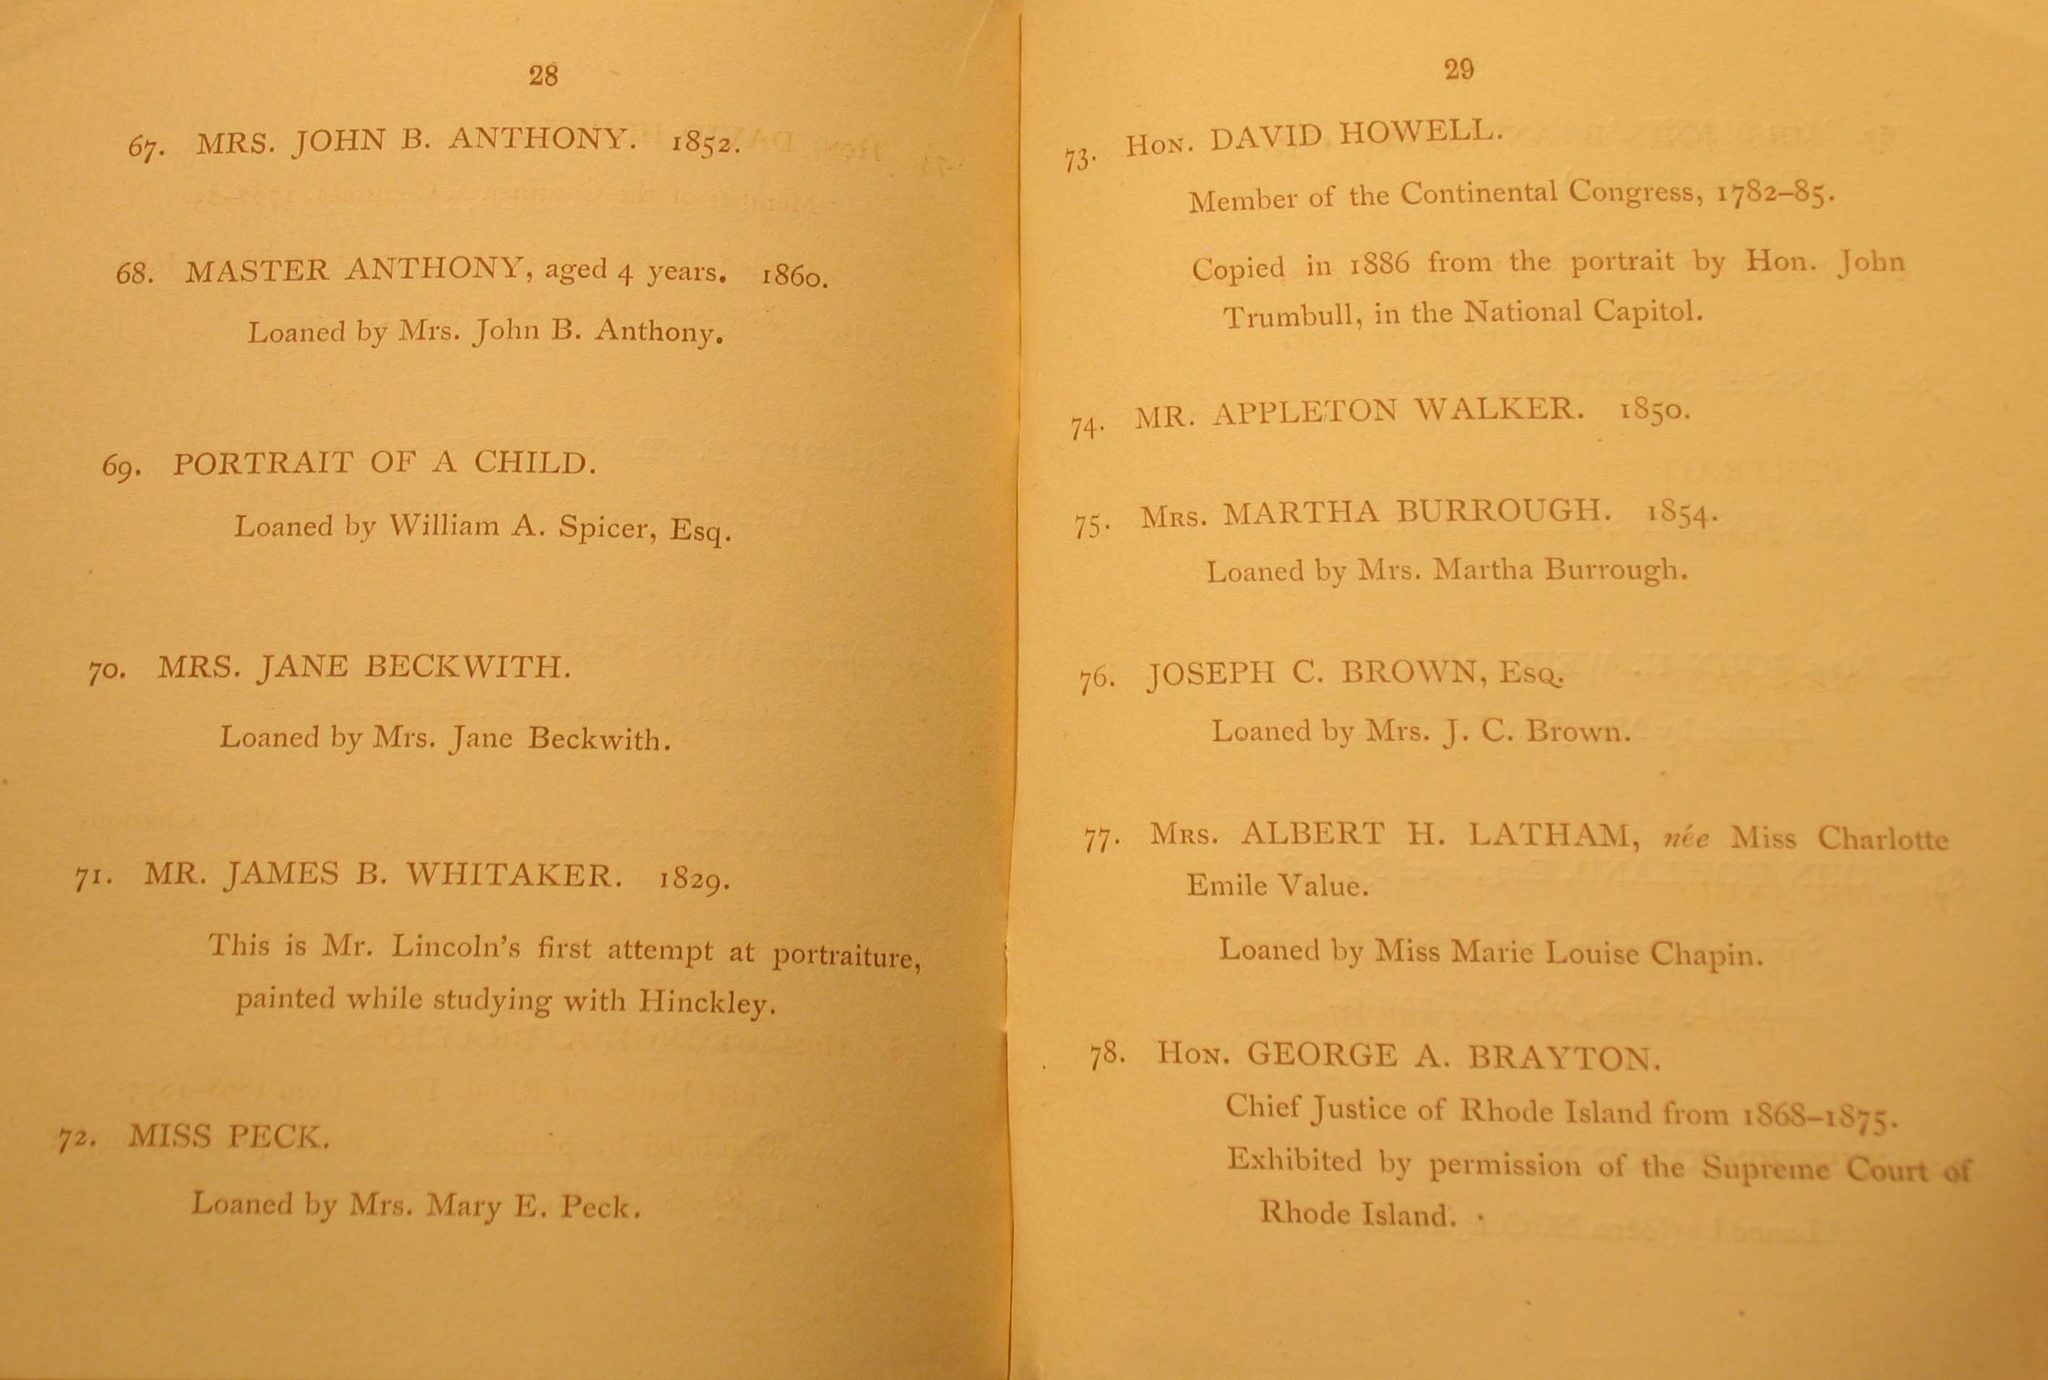 28
67. MRS. JOHN B. ANTHONY. 1852.
68. MASTER ANTHONY, aged 4 years. 1860.
Loaned by Mrs. John B. Anthony.
69. PORTRAIT OF A CHILD.
Loaned by William A. Spicer, Esq.
70. MRS. JANE BECKWITH.
Loaned by Mrs. Jane Beckwith.
71. MR. JAMES B. WHITAKER. 1829.
This is Mr. Lincoln's first attempt at portraiture,
painted while studying with Hinckley.
72. MISS PECK.
Loaned by Mrs. Mary E. Peck.
29
73. HON. DAVID HOWELL.
Member of the Continental Congress, 1782–85.
Copied in 1886 from the portrait by Hon. John
Trumbull, in the National Capitol.
74. MR. APPLETON WALKER. 1850.
75. MRS. MARTHA BURROUGH. 1854.
Loaned by Mrs. Martha Burrough.
76. JOSEPH C. BROWN, ESQ.
Loaned by Mrs. J. C. Brown.
77. MRS. ALBERT H. LATHAM, née Miss Charlotte
Emile Value.
Loaned by Miss Marie Louise Chapin.
78. HON. GEORGE A. BRAYTON.
Chief Justice of Rhode Island from 1868–1875.
Exhibited by permission of the Supreme Court of
Rhode Island.